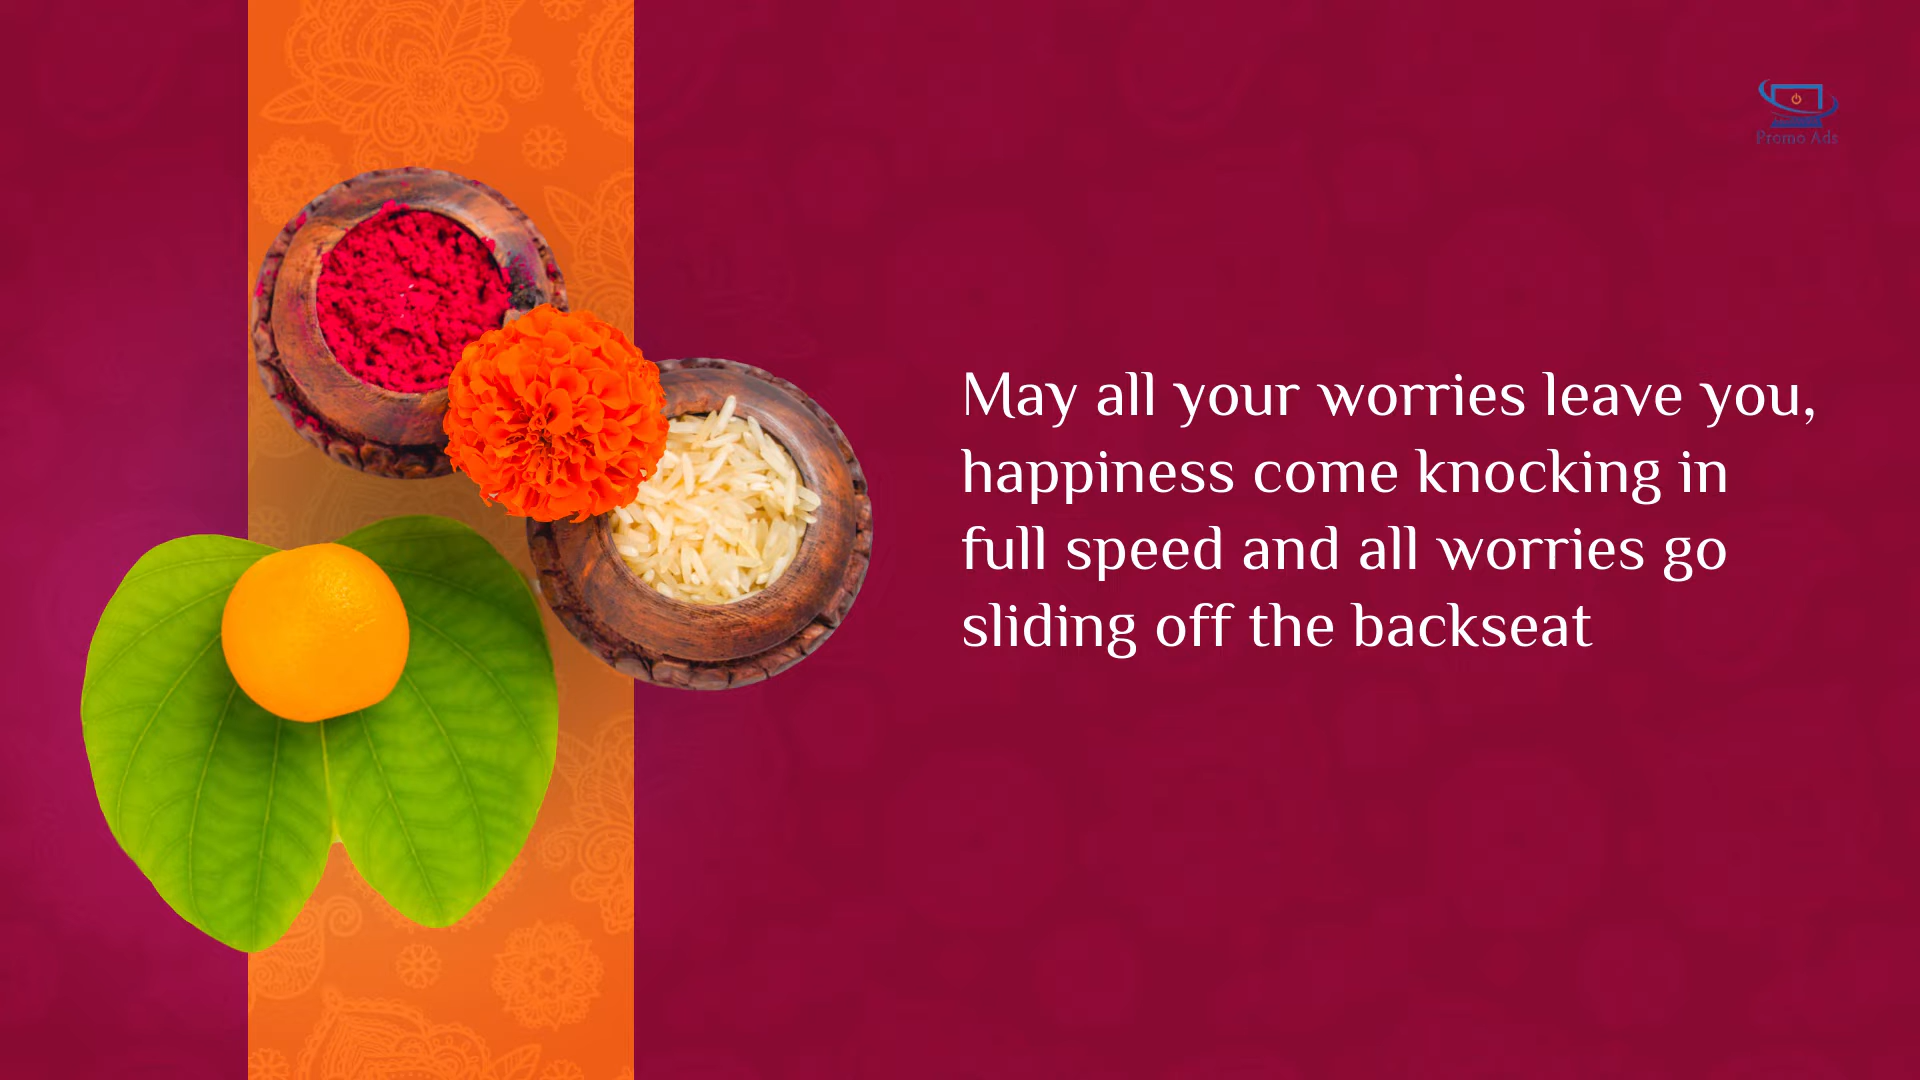 Promo Ads
May all your worries leave you,
happiness come knocking in
full speed and all worries go
sliding off the backseat